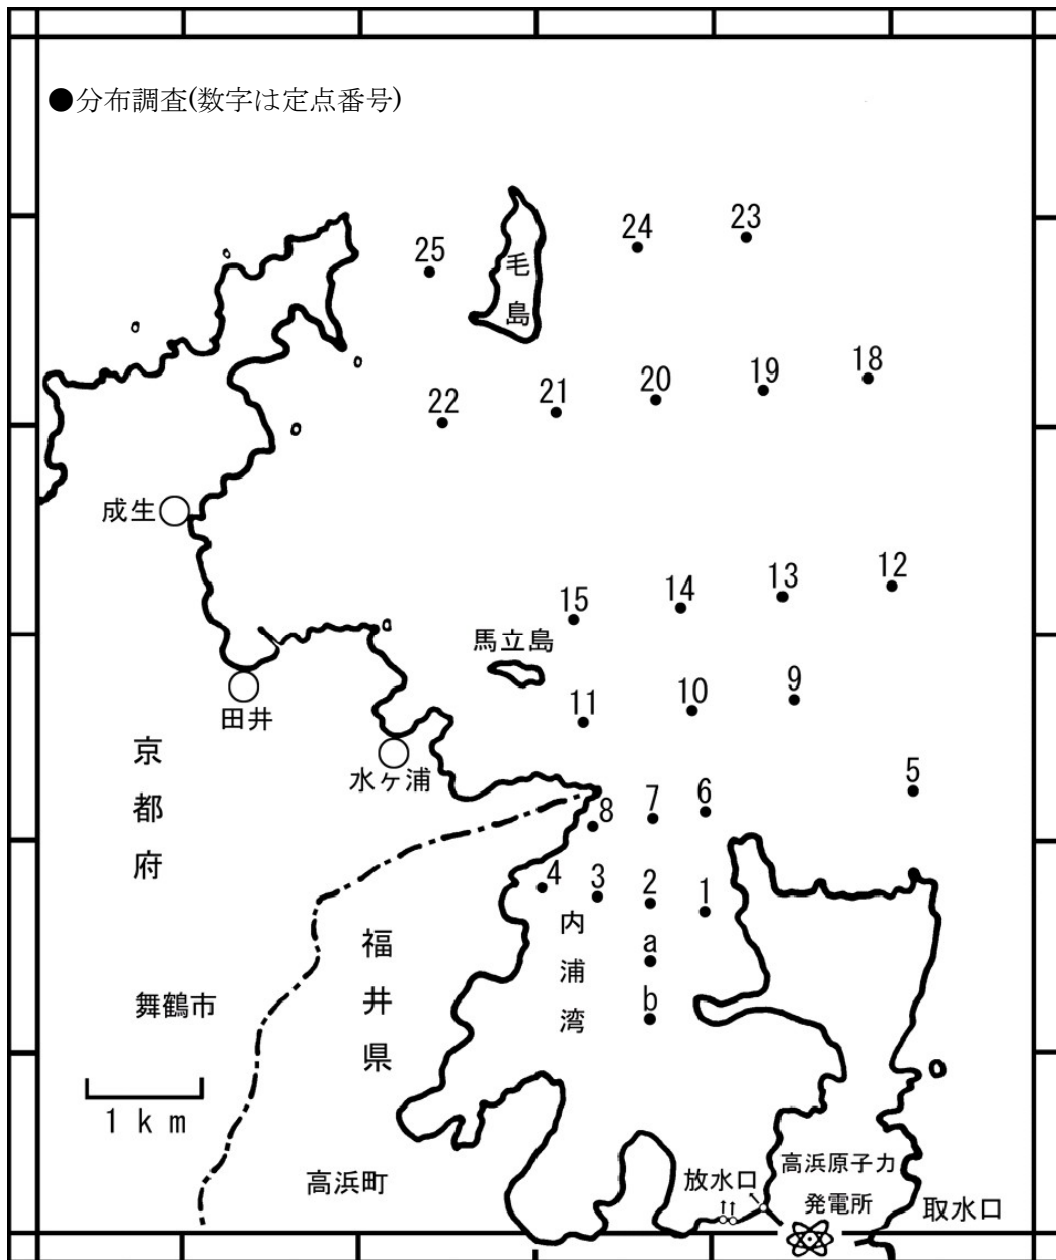 ●分布調査(数字は定点番号)
23
24
25
毛
島
18
19
20
21
22
成生
12
13
14
15
馬立島
9
10
11
田井
水ヶ浦
京
都
府
5
6
7
8
4
3
2
1
内
浦
湾
a
b
福
井
県
舞鶴市
1km
高浜町
放水口
高浜原子力
発電所
取水口